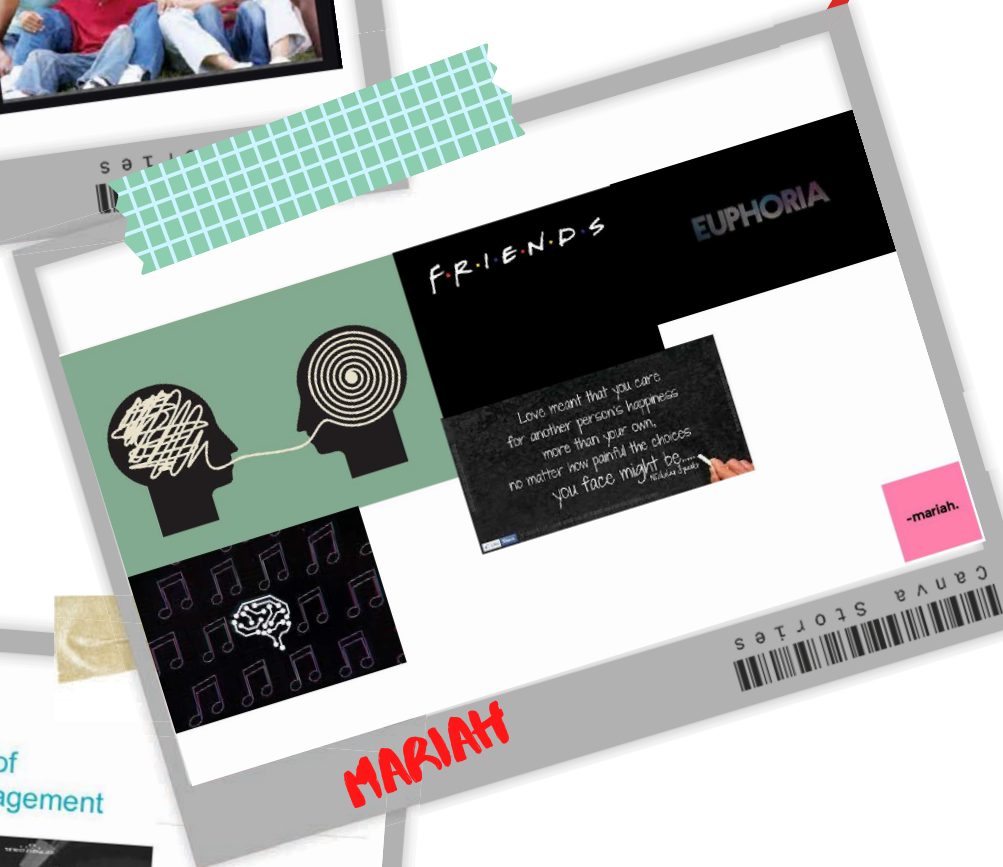 F·R·I·E·N·D·S
EUPHORIA
Love meant that you care
for another person's happiness
more than your own,
no matter how painful the choices
you face might be....
-mariah.
Canva Stories
MARIAH
of
agement